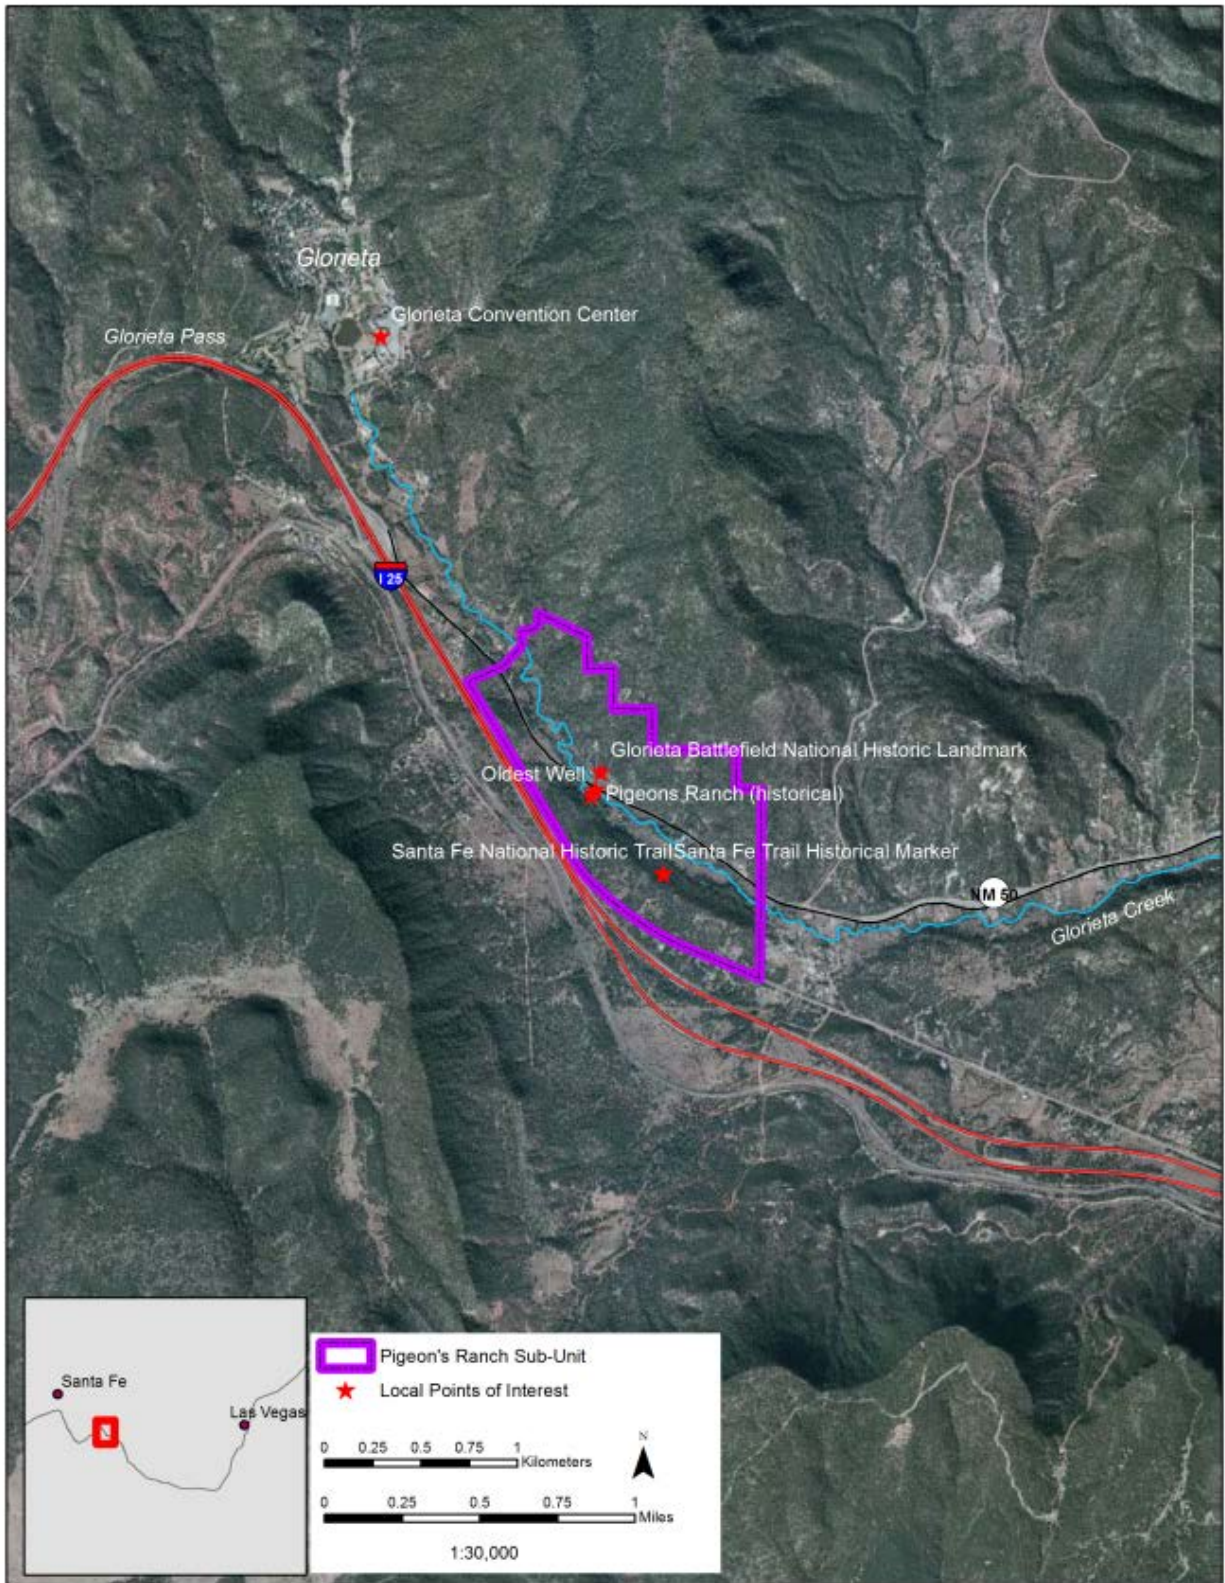 Glorieta
Glorieta Convention Center
Glorieta Pass
I 25
Glorieta Battlefield National Historic Landmark
Oldest Well
Pigeons Ranch (historical)
Santa Fe National Historic Trail
Santa Fe Trail Historical Marker
NM 50
Glorieta Creek
Santa Fe
Las Vegas
Pigeon's Ranch Sub-Unit
Local Points of Interest
N
0 0.25 0.5 0.75 1
Kilometers
0 0.25 0.5 0.75 1
Miles
1:30,000